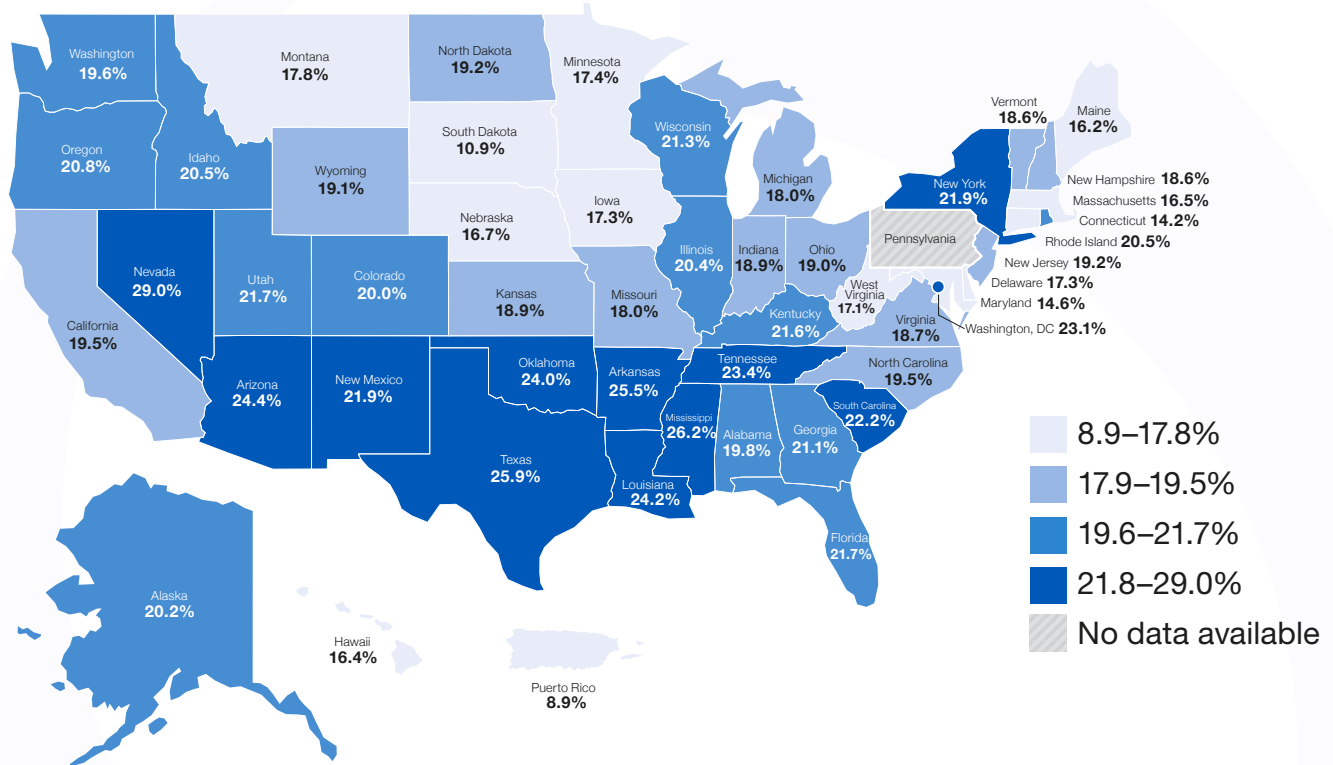 Washington
19.6%
Montana
17.8%
North Dakota
19.2%
Minnesota
17.4%
Vermont
18.6%
Maine
16.2%
Oregon
20.8%
Idaho
20.5%
Wyoming
19.1%
South Dakota
10.9%
Wisconsin
21.3%
Michigan
18.0%
New York
21.9%
New Hampshire 18.6%
Massachusetts 16.5%
Connecticut 14.2%
Rhode Island 20.5%
New Jersey 19.2%
Delaware 17.3%
Maryland 14.6%
Washington, DC 23.1%
Nebraska
16.7%
Iowa
17.3%
Illinois
20.4%
Indiana
18.9%
Ohio
19.0%
Pennsylvania
Nevada
29.0%
Utah
21.7%
Colorado
20.0%
Kansas
18.9%
Missouri
18.0%
West
Virginia
17.1%
Virginia
18.7%
Kentucky
21.6%
California
19.5%
Arizona
24.4%
New Mexico
21.9%
Oklahoma
24.0%
Arkansas
25.5%
Tennessee
23.4%
North Carolina
19.5%
South Carolina
22.2%
Mississippi
26.2%
Alabama
19.8%
Georgia
21.1%
Texas
25.9%
Louisiana
24.2%
Florida
21.7%
Alaska
20.2%
Hawaii
16.4%
Puerto Rico
8.9%
8.9–17.8%
17.9–19.5%
19.6–21.7%
21.8–29.0%
No data available